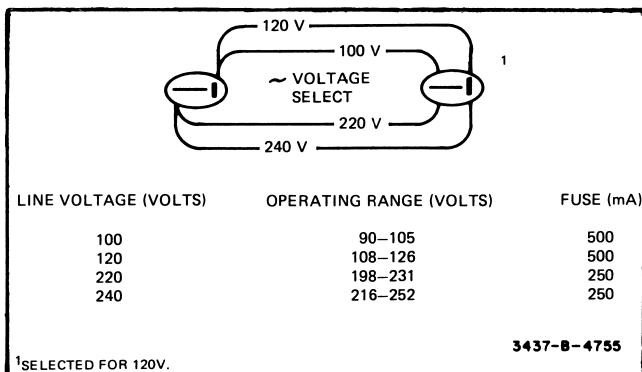 120 V
100 V
1
~ VOLTAGE
SELECT
220 V
240 V
LINE VOLTAGE (VOLTS) OPERATING RANGE (VOLTS) FUSE (mA)
100 90–105 500
120 108–126 500
220 198–231 250
240 216–252 250
3437-B-4755
1SELECTED FOR 120V.